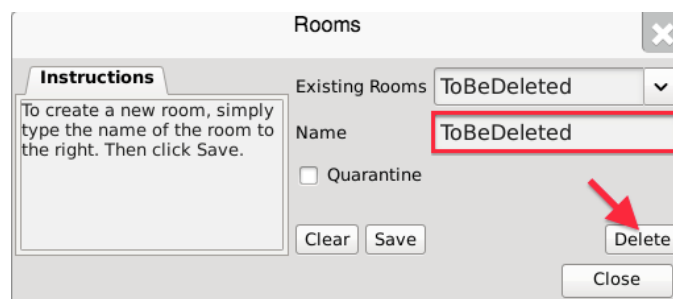 Rooms
Instructions
To create a new room, simply
type the name of the room to
the right. Then click Save.
Existing Rooms ToBeDeleted
Name ToBeDeleted
Quarantine
Clear Save Delete
Close